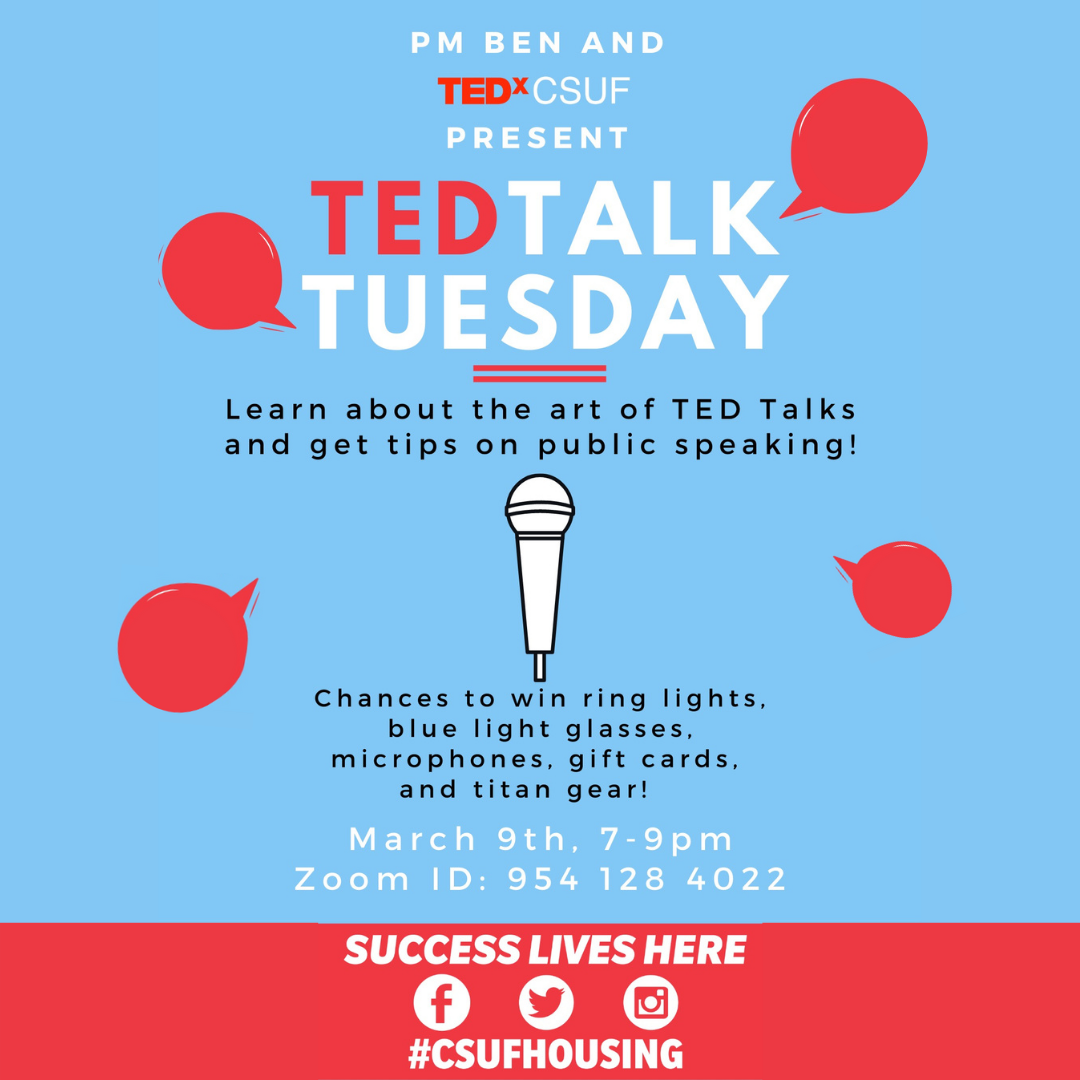 PM BEN AND
TEDxCSUF
PRESENT
TEDTALK
TUESDAY
Learn about the art of TED Talks
and get tips on public speaking!
Chances to win ring lights,
blue light glasses,
microphones, gift cards,
and titan gear!
March 9th, 7-9pm
Zoom ID: 954 128 4022
SUCCESS LIVES HERE
#CSUFHOUSING